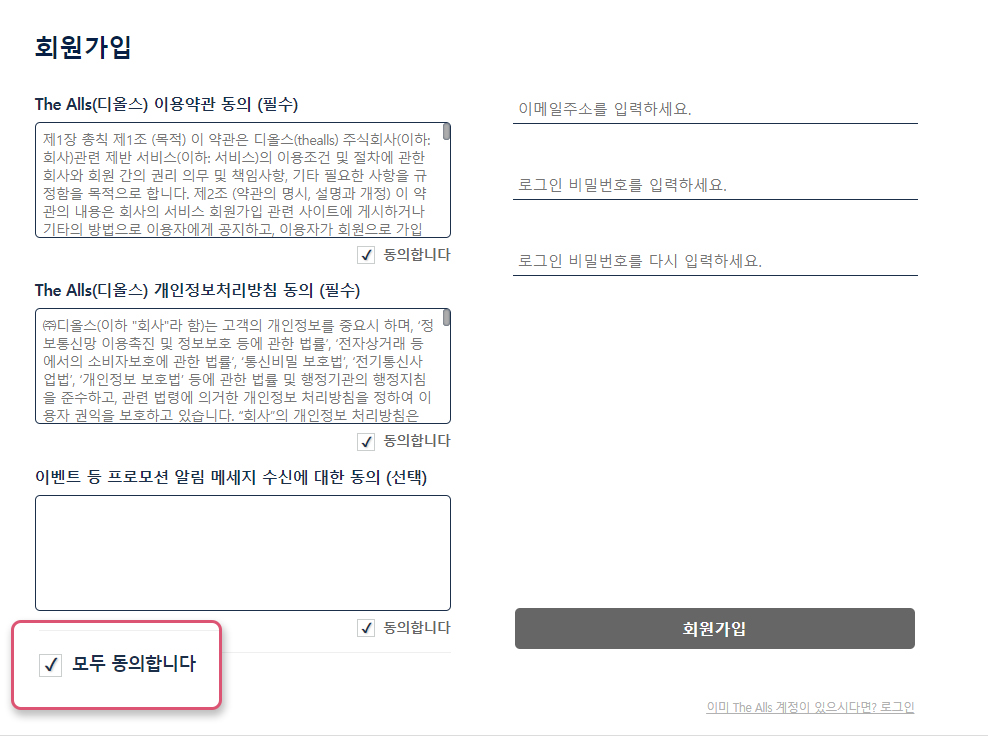 회원가입
The Alls(디올스) 이용약관 동의 (필수)
제1장 총칙 제1조 (목적) 이 약관은 디올스(thealls) 주식회사(이하:
회사)관련 제반 서비스(이하: 서비스)의 이용조건 및 절차에 관한
회사와 회원 간의 권리 의무 및 책임사항, 기타 필요한 사항을 규
정함을 목적으로 합니다. 제2조 (약관의 명시, 설명과 개정) 이 약
관의 내용은 회사의 서비스 회원가입 관련 사이트에 게시하거나
기타의 방법으로 이용자에게 공지하고, 이용자가 회원으로 가입
동의합니다
The Alls(디올스) 개인정보처리방침 동의 (필수)
㈜디올스(이하 "회사"라 함)는 고객의 개인정보를 중요시 하며, ‘정
보통신망 이용촉진 및 정보보호 등에 관한 법률’, ‘전자상거래 등
에서의 소비자보호에 관한 법률’, ‘통신비밀 보호법’, ‘전기통신사
업법’, ‘개인정보 보호법’ 등에 관한 법률 및 행정기관의 행정지침
을 준수하고, 관련 법령에 의거한 개인정보 처리방침을 정하여 이
용자 권익을 보호하고 있습니다. “회사”의 개인정보 처리방침은
동의합니다
이벤트 등 프로모션 알림 메세지 수신에 대한 동의 (선택)
동의합니다
모두 동의합니다
이메일주소를 입력하세요.
로그인 비밀번호를 입력하세요.
로그인 비밀번호를 다시 입력하세요.
회원가입
이미 The Alls 계정이 있으시다면? 로그인